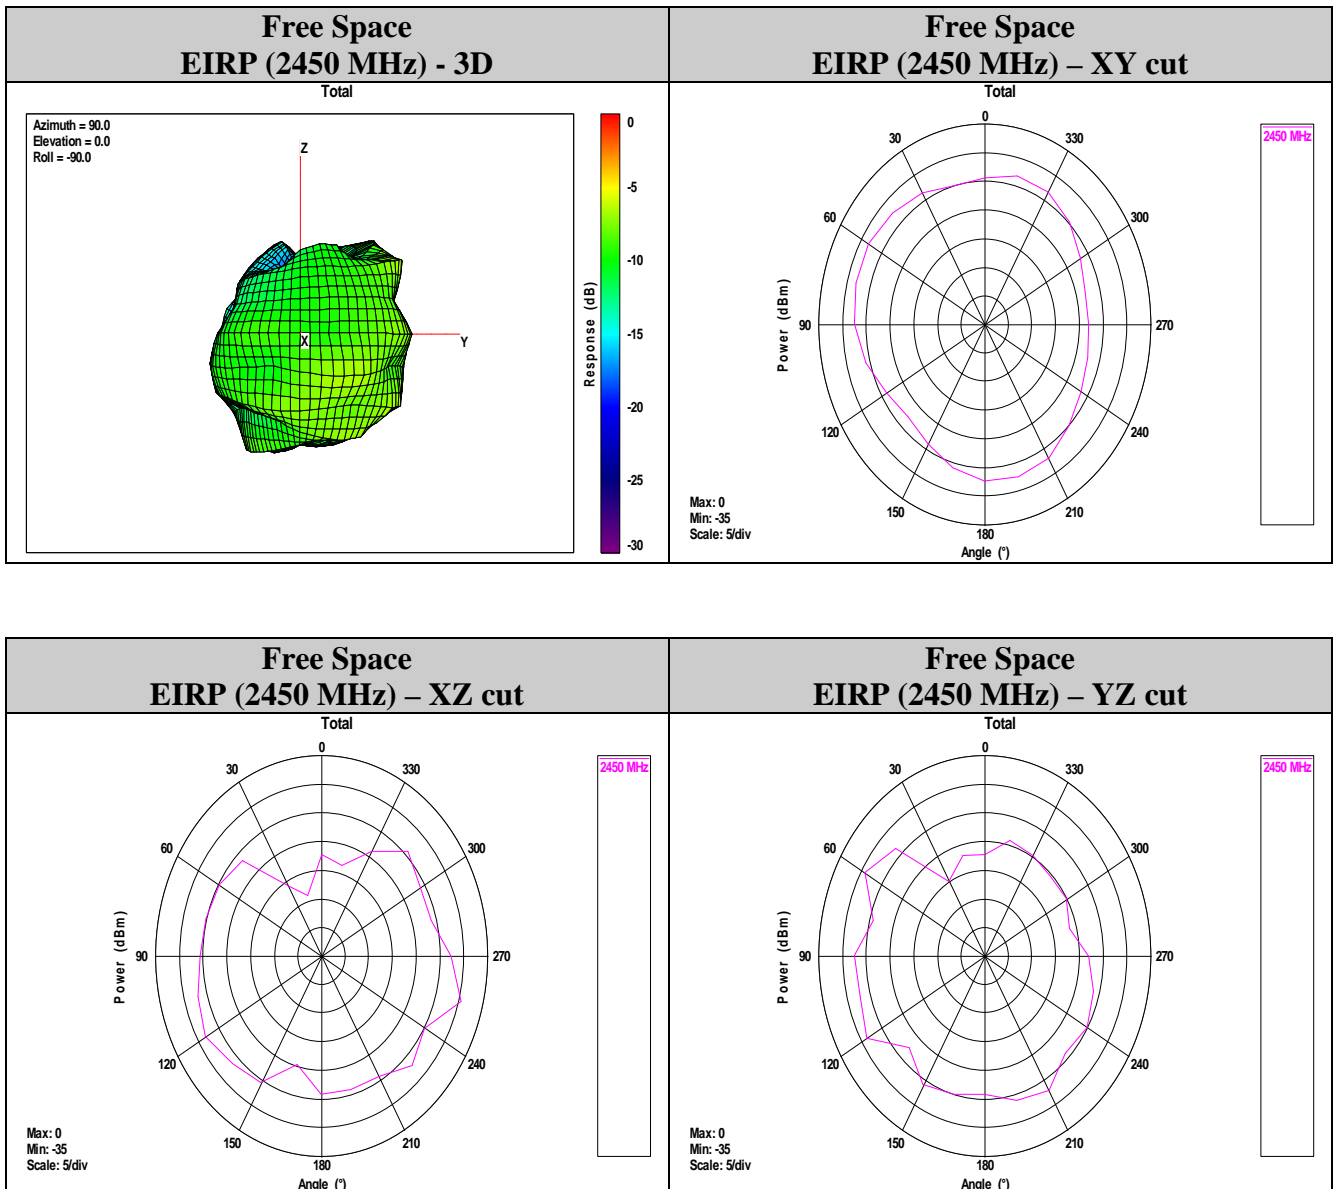 Free Space
EIRP (2450 MHz) - 3D
Total
Azimuth = 90.0
Elevation = 0.0
Roll = -90.0
Z
X
Y
0
-5
-10
-15
-20
-25
-30
Response (dB)
Free Space
EIRP (2450 MHz) – XY cut
Total
2450 MHz
0
30
330
60
300
90
270
120
240
150
210
180
Power (dBm)
Max: 0
Min: -35
Scale: 5/div
Angle (°)
Free Space
EIRP (2450 MHz) – XZ cut
Total
2450 MHz
0
30
330
60
300
90
270
120
240
150
210
180
Power (dBm)
Max: 0
Min: -35
Scale: 5/div
Angle (°)
Free Space
EIRP (2450 MHz) – YZ cut
Total
2450 MHz
0
30
330
60
300
90
270
120
240
150
210
180
Power (dBm)
Max: 0
Min: -35
Scale: 5/div
Angle (°)